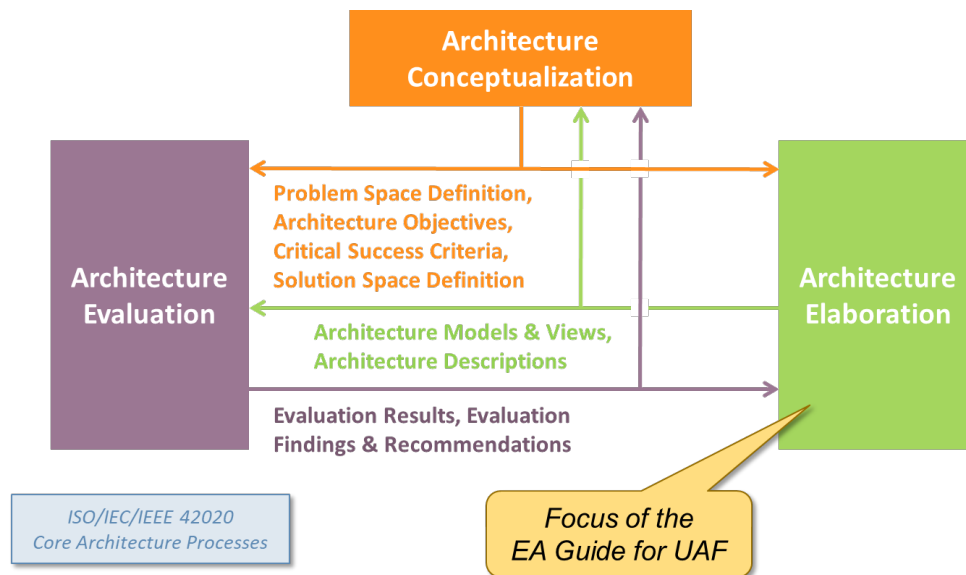 Architecture
Conceptualization
Problem Space Definition,
Architecture Objectives,
Critical Success Criteria,
Solution Space Definition
Architecture
Evaluation
Architecture
Elaboration
Architecture Models & Views,
Architecture Descriptions
Evaluation Results, Evaluation
Findings & Recommendations
ISO/IEC/IEEE 42020
Core Architecture Processes
Focus of the
EA Guide for UAF